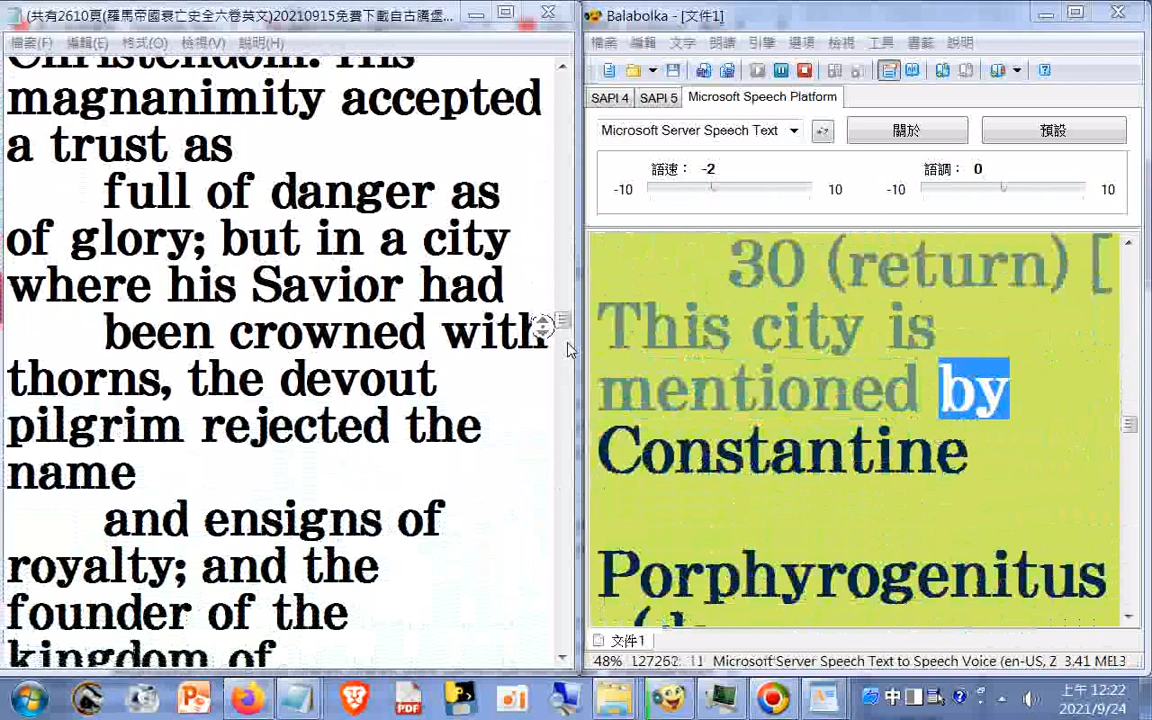 (共有2610頁(羅馬帝國衰亡史全六卷英文)20210915免費下載自古騰堡...
檔案(F) 編輯(E) 格式(O) 檢視(V) 說明(H)
Christendom. His
magnanimity accepted
a trust as
full of danger as
of glory; but in a city
where his Savior had
been crowned with
thorns, the devout
pilgrim rejected the
name
and ensigns of
royalty; and the
founder of the
kingdom of
Balabolka - [文件1]
檔案 編輯 文字 朗讀 引擎 選項 檢視 工具 書籤 說明
SAPI 4 SAPI 5 Microsoft Speech Platform
Microsoft Server Speech Text 關於 預設
語速： -2 語調： 0
-10 10 -10 10
30 (return) [
This city is
mentioned by
Constantine
Porphyrogenitus
文件1
48% Microsoft Server Speech Text to Speech Voice (en-US, Z 3.41 ME
中
上午 12:22
2021/9/24